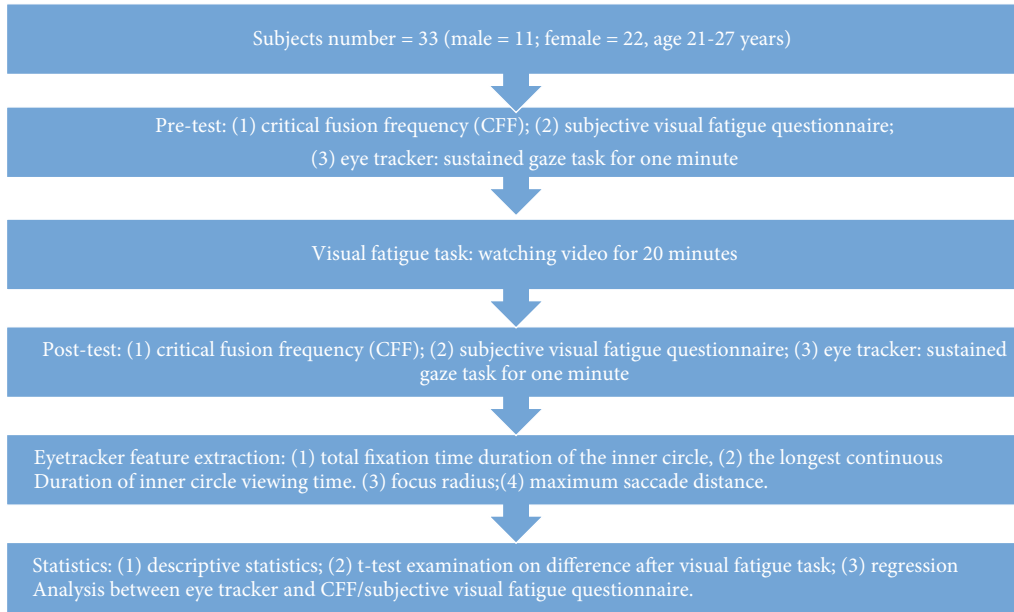 Subjects number = 33 (male = 11; female = 22, age 21-27 years)
Pre-test: (1) critical fusion frequency (CFF); (2) subjective visual fatigue questionnaire;
(3) eye tracker: sustained gaze task for one minute
Visual fatigue task: watching video for 20 minutes
Post-test: (1) critical fusion frequency (CFF); (2) subjective visual fatigue questionnaire; (3) eye tracker: sustained
gaze task for one minute
Eyetracker feature extraction: (1) total fixation time duration of the inner circle, (2) the longest continuous
Duration of inner circle viewing time. (3) focus radius;(4) maximum saccade distance.
Statistics: (1) descriptive statistics; (2) t-test examination on difference after visual fatigue task; (3) regression
Analysis between eye tracker and CFF/subjective visual fatigue questionnaire.